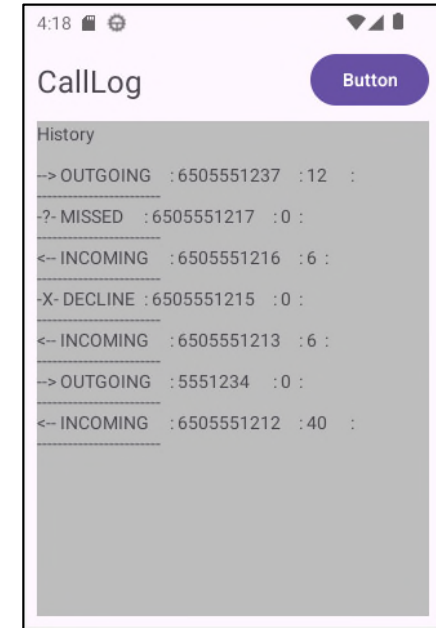 4:18
CallLog
Button
History
--> OUTGOING :6505551237 :12 :
------------------------
-?- MISSED :6505551217 :0 :
------------------------
<-- INCOMING :6505551216 :6 :
------------------------
-X- DECLINE :6505551215 :0 :
------------------------
<-- INCOMING :6505551213 :6 :
------------------------
--> OUTGOING :5551234 :0 :
------------------------
<-- INCOMING :6505551212 :40 :
------------------------